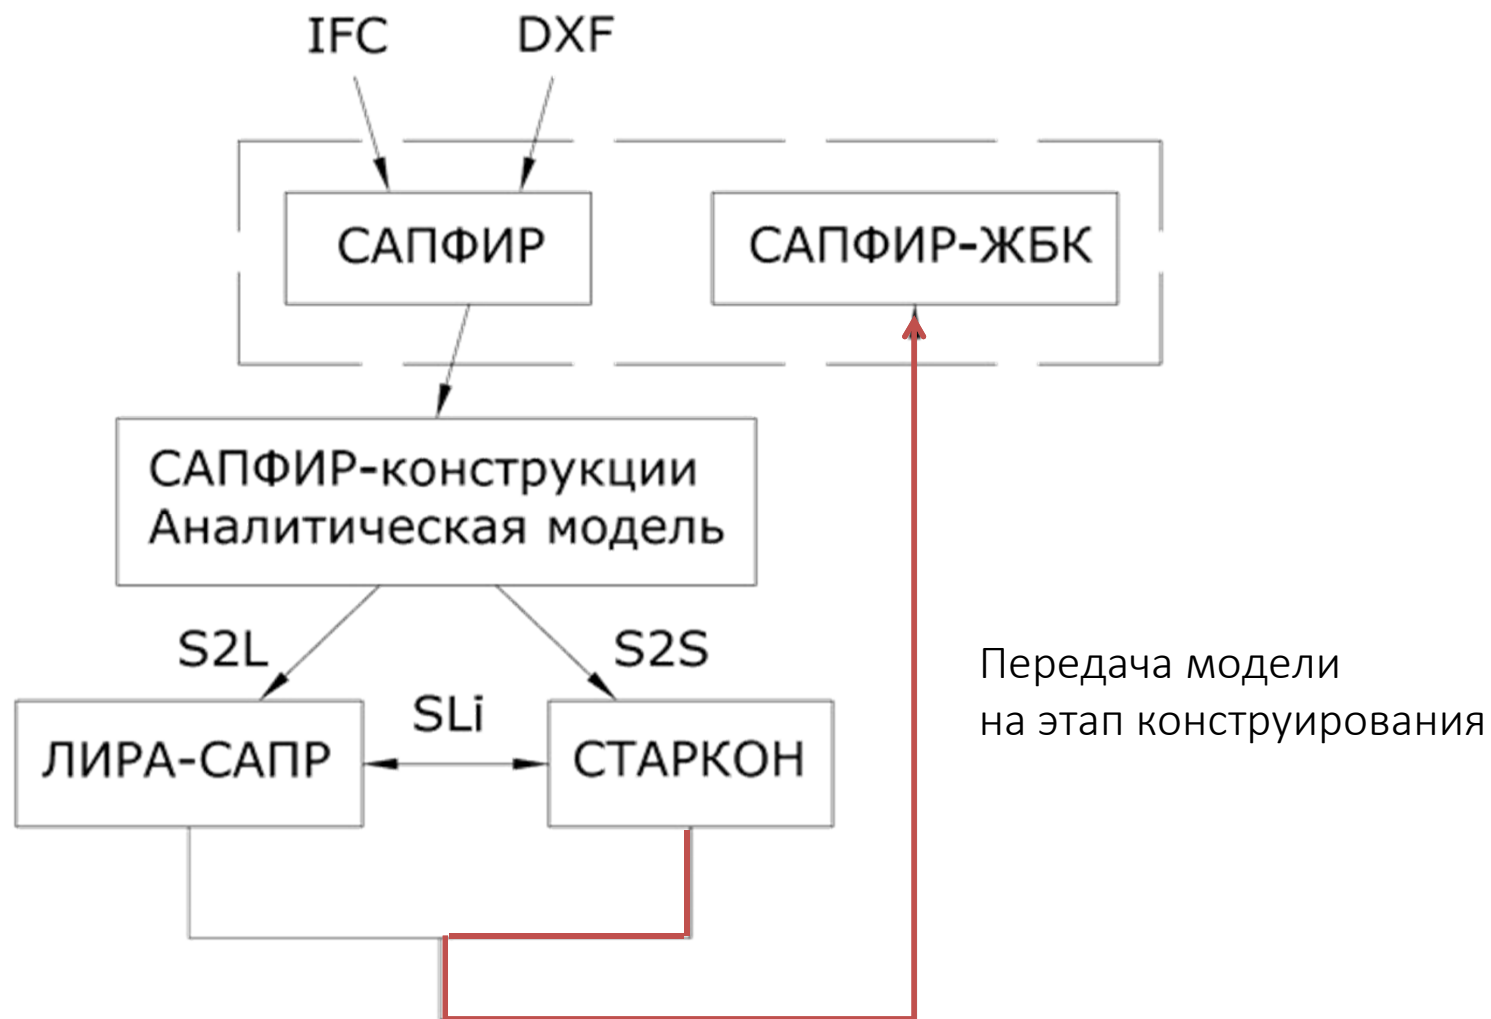 IFC
DXF
САПФИР
САПФИР-ЖБК
САПФИР-конструкции
Аналитическая модель
S2L
S2S
SLi
ЛИРА-САПР
СТАРКОН
Передача модели
на этап конструирования